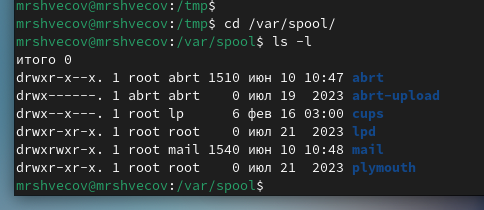 mrshvecov@mrshvecov:/tmp$
mrshvecov@mrshvecov:/tmp$ cd /var/spool/
mrshvecov@mrshvecov:/var/spool$ ls -l
итого 0
drwxr-x--x. 1 root abrt 1510 июн 10 10:47 abrt
drwx------. 1 abrt abrt    0 июл 19  2023 abrt-upload
drwx--x---. 1 root lp      6 фев 16 03:00 cups
drwxr-xr-x. 1 root root    0 июл 21  2023 lpd
drwxrwxr-x. 1 root mail 1540 июн 10 10:48 mail
drwxr-xr-x. 1 root root    0 июл 21  2023 plymouth
mrshvecov@mrshvecov:/var/spool$